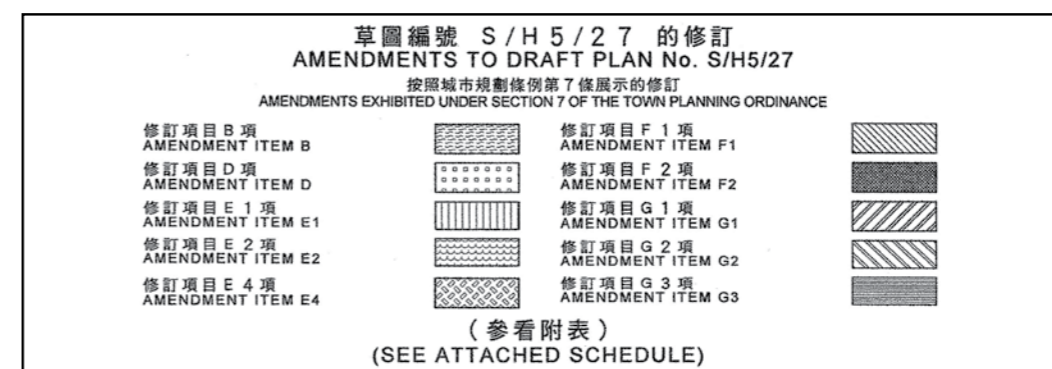 草圖編號 S/H5/27 的修訂
AMENDMENTS TO DRAFT PLAN No. S/H5/27
按照城市規劃條例第7條展示的修訂
AMENDMENTS EXHIBITED UNDER SECTION 7 OF THE TOWN PLANNING ORDINANCE
修訂項目B項
AMENDMENT ITEM B
修訂項目D項
AMENDMENT ITEM D
修訂項目E1項
AMENDMENT ITEM E1
修訂項目E2項
AMENDMENT ITEM E2
修訂項目E4項
AMENDMENT ITEM E4
修訂項目F1項
AMENDMENT ITEM F1
修訂項目F2項
AMENDMENT ITEM F2
修訂項目G1項
AMENDMENT ITEM G1
修訂項目G2項
AMENDMENT ITEM G2
修訂項目G3項
AMENDMENT ITEM G3
(參看附表)
(SEE ATTACHED SCHEDULE)